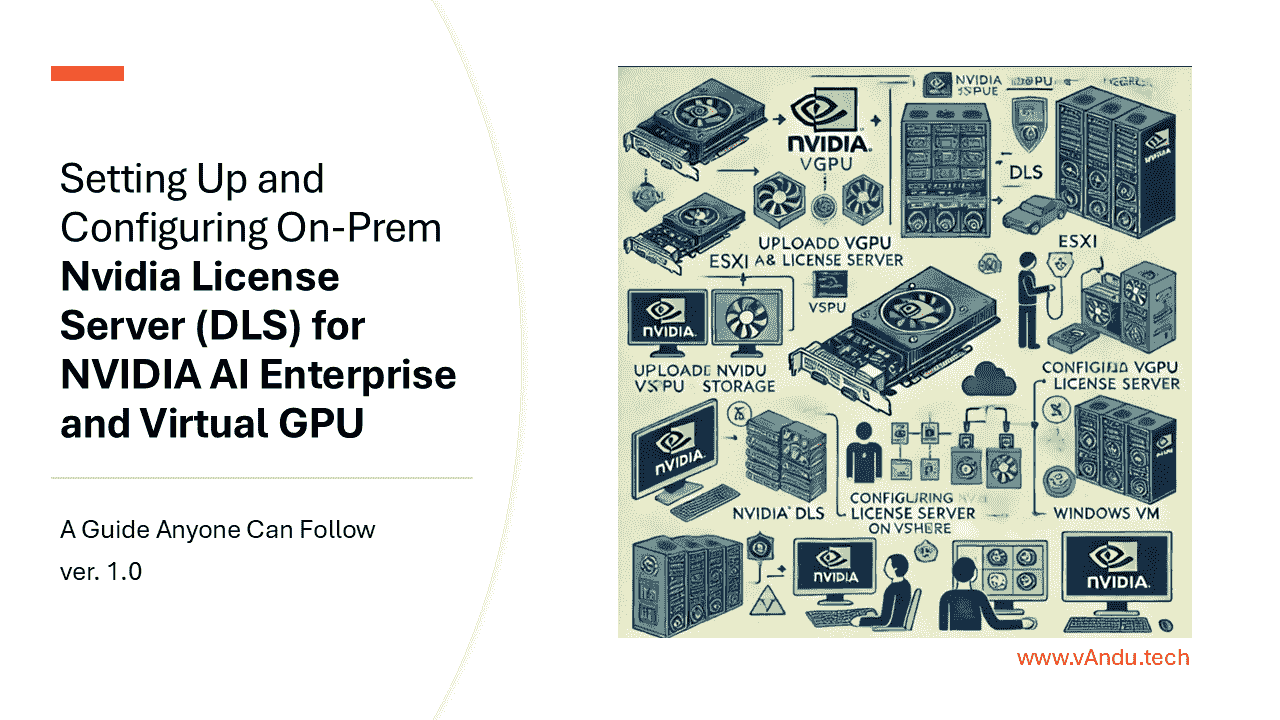 Setting Up and
Configuring On-Prem
Nvidia License
Server (DLS) for
NVIDIA AI Enterprise
and Virtual GPU
A Guide Anyone Can Follow
ver. 1.0
NVIDIA
NVIDIA.
VGPU
DLS
UPLOADD VGPU
ESXI A& LICENSE SERVER
ESXI
NVIDIA
VSPU
NVIDIA.
UPLOADE NVIDU
STORAGE
VGPU
LICENSE SERVER
NVIDIA.
CONFIGURING
NVIDIA DLS
LICENSE SERVER
WINDOWS VM
ON VSHERE
NVIDIA
NVIDIA.
www.vAndu.tech